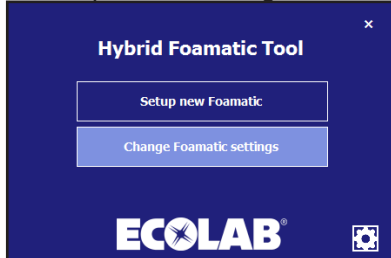 ×
Hybrid Foamatic Tool
Setup new Foamatic
Change Foamatic settings
ECOLAB®